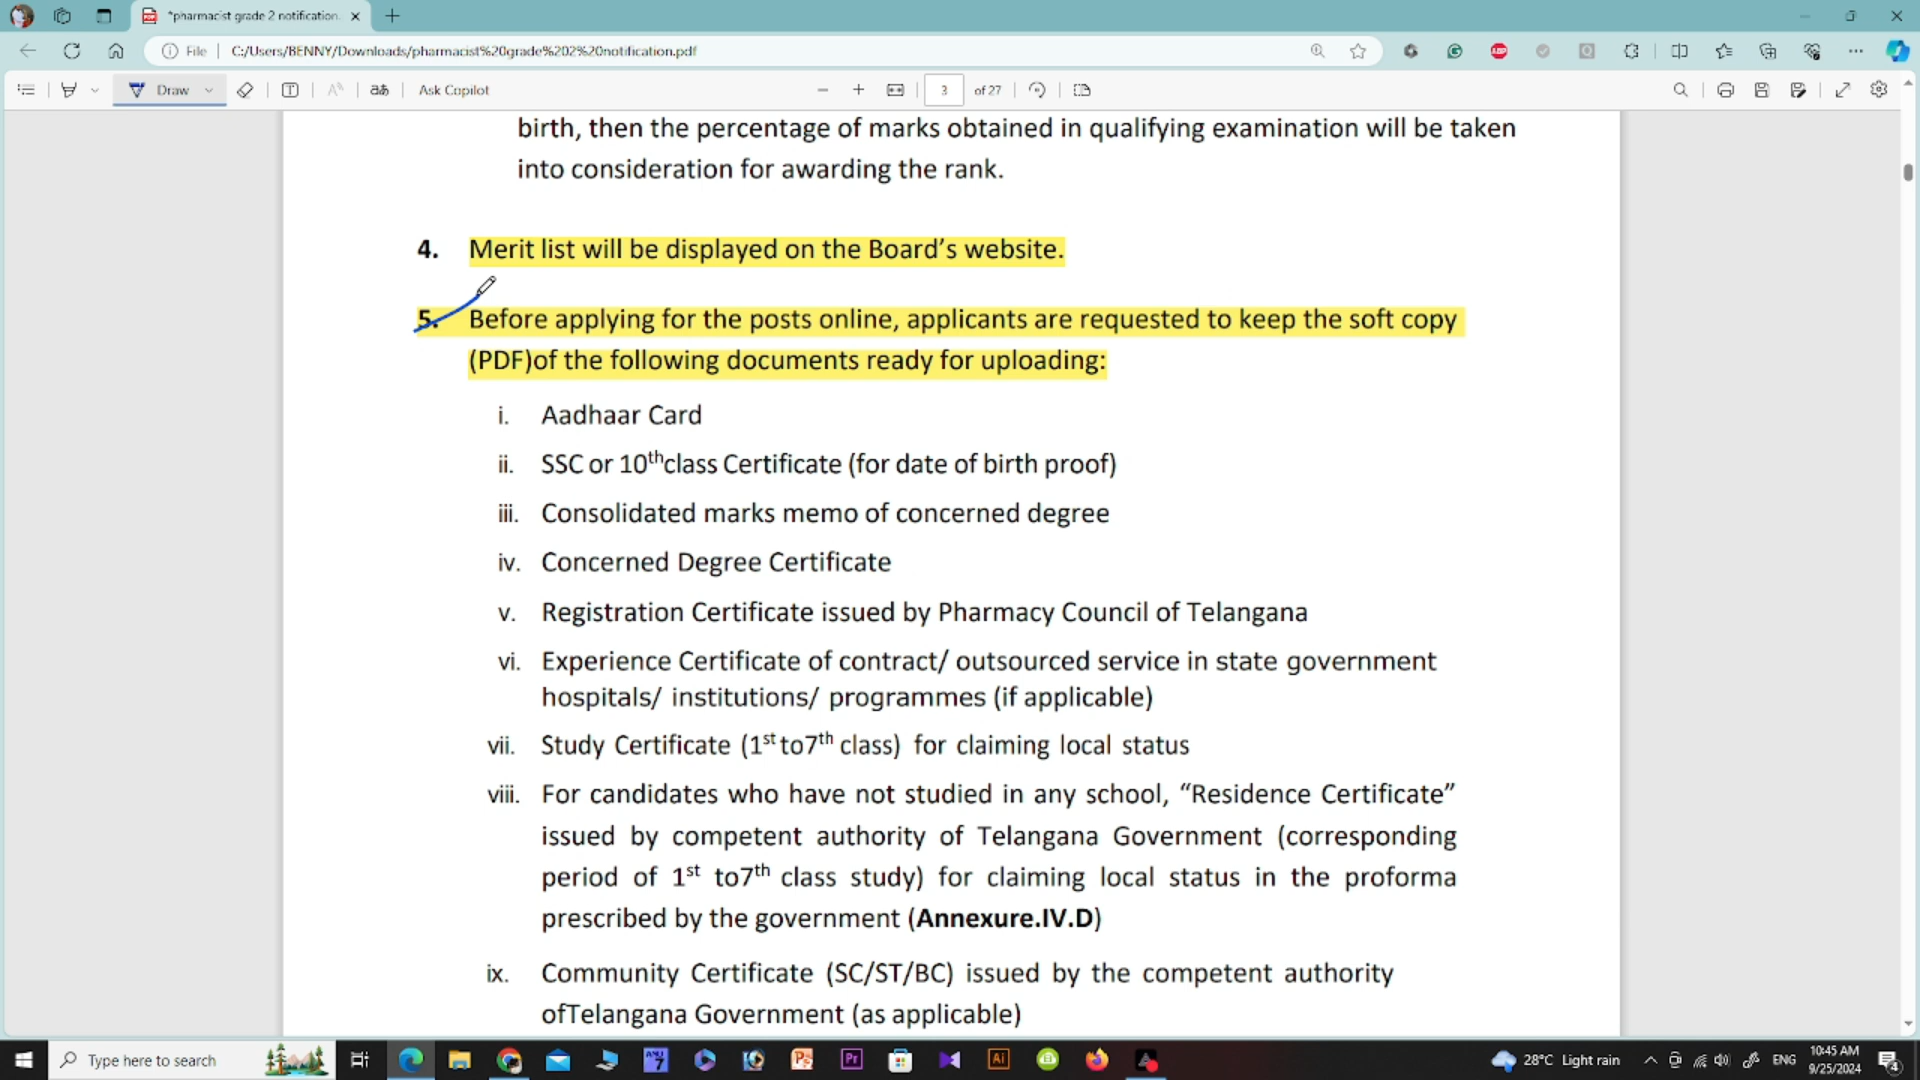 *pharmacist grade 2 notification.
File
C:/Users/BENNY/Downloads/pharmacist%20grade%202%20notification.pdf
Draw
Ask Copilot
3 of 27
birth, then the percentage of marks obtained in qualifying examination will be taken
into consideration for awarding the rank.
4. Merit list will be displayed on the Board’s website.
5. Before applying for the posts online, applicants are requested to keep the soft copy
(PDF)of the following documents ready for uploading:
i. Aadhaar Card
ii. SSC or 10thclass Certificate (for date of birth proof)
iii. Consolidated marks memo of concerned degree
iv. Concerned Degree Certificate
v. Registration Certificate issued by Pharmacy Council of Telangana
vi. Experience Certificate of contract/ outsourced service in state government
hospitals/ institutions/ programmes (if applicable)
vii. Study Certificate (1st to7th class) for claiming local status
viii. For candidates who have not studied in any school, “Residence Certificate”
issued by competent authority of Telangana Government (corresponding
period of 1st to7th class study) for claiming local status in the proforma
prescribed by the government (Annexure.IV.D)
ix. Community Certificate (SC/ST/BC) issued by the competent authority
ofTelangana Government (as applicable)
Type here to search
28°C Light rain
ENG
10:45 AM
9/25/2024